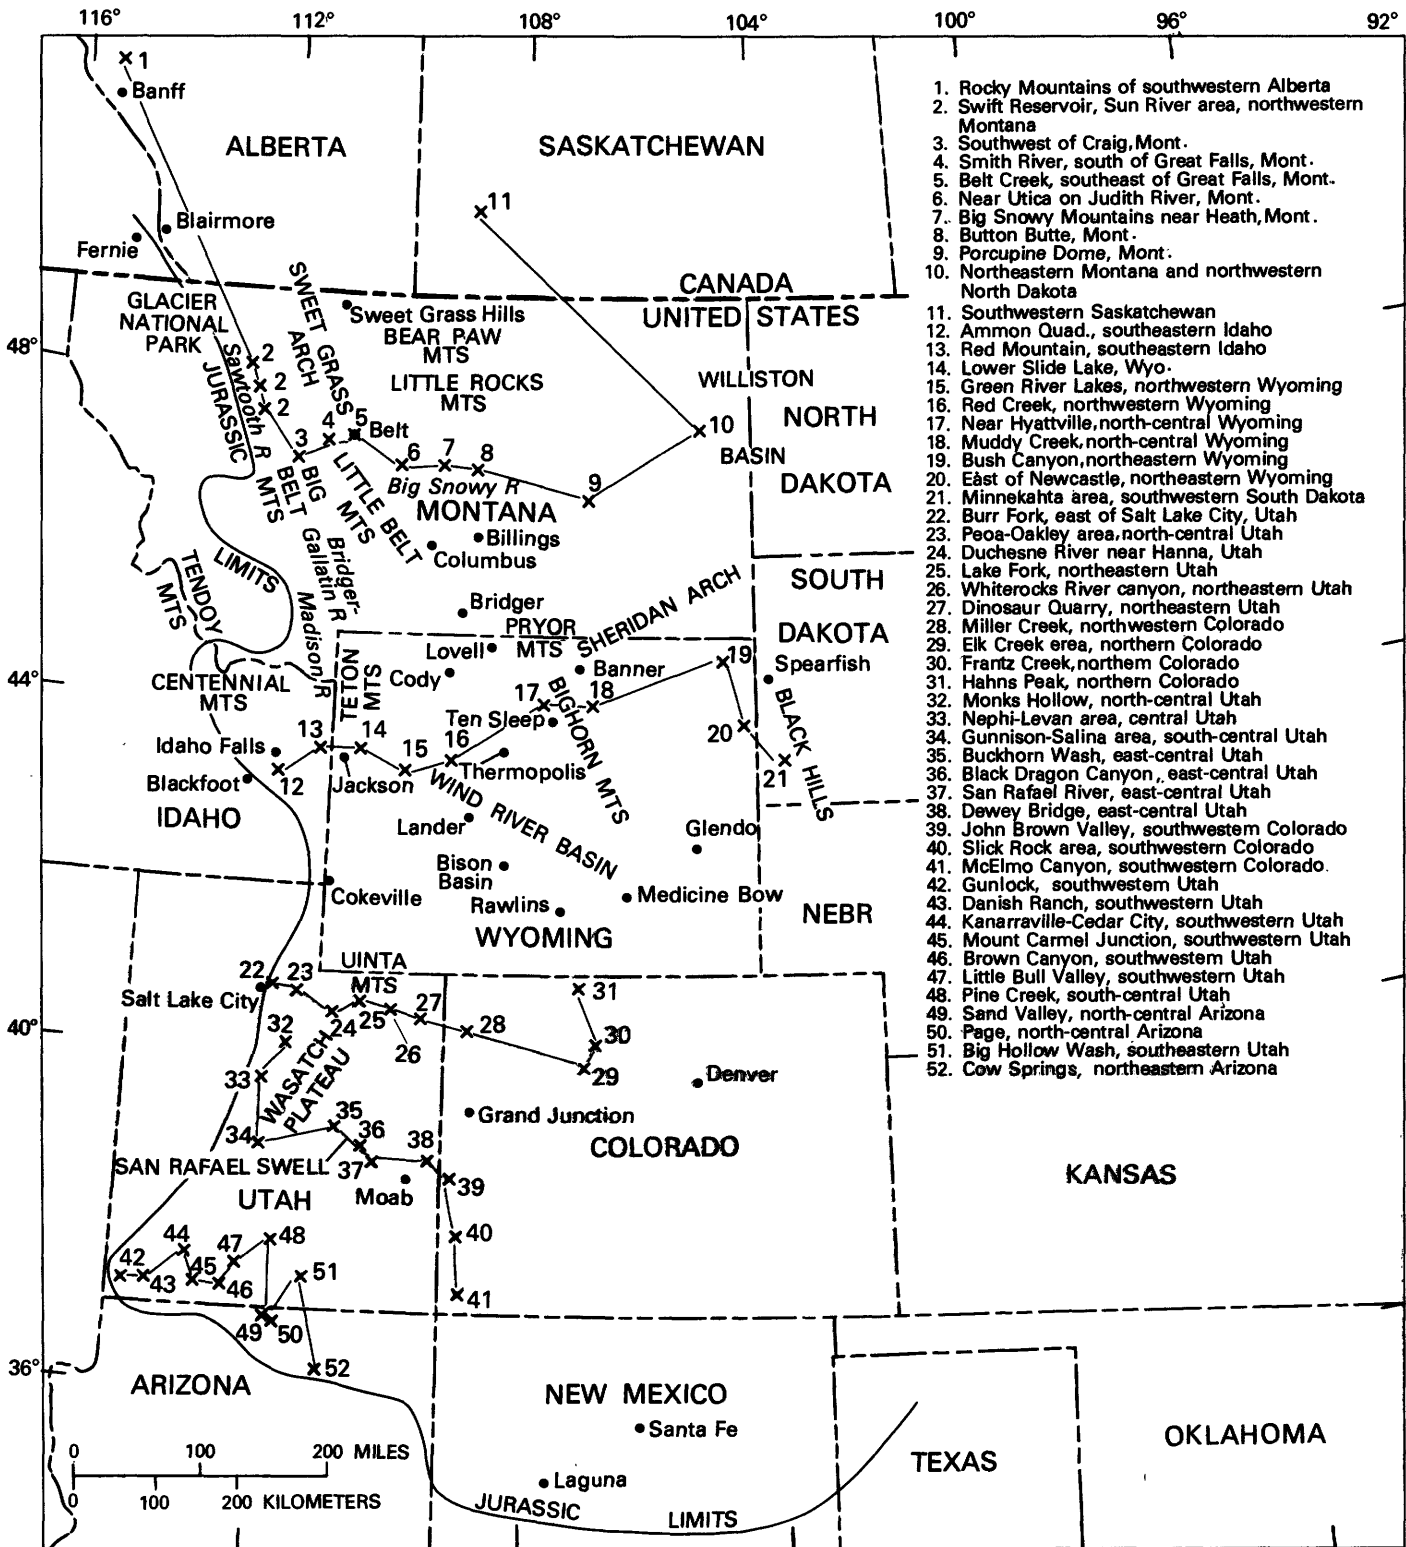 116° 112° 108° 104° 100° 96° 92°
1
Banff
ALBERTA
SASKATCHEWAN
11
Blairmore
Fernie
CANADA
UNITED STATES
GLACIER
NATIONAL
PARK
SWEET GRASS
ARCH
Sweet Grass Hills
BEAR PAW
MTS
LITTLE ROCKS
MTS
48°
2
2
2
Sawtooth R
JURASSIC
WILLISTON
BASIN
NORTH
DAKOTA
10
3
4
5
Belt
6
7
8
9
BIG
BELT
MTS
LITTLE BELT
MTS
Big Snowy R
MONTANA
Billings
Columbus
LIMITS
TENDOY
MTS
Gallatin R
Bridger-
Madison R
Bridger
PRYOR
MTS
SHERIDAN ARCH
SOUTH
DAKOTA
Lovell
Banner
19
Spearfish
44°
CENTENNIAL
MTS
TETON
MTS
Cody
17
18
BIGHORN MTS
BLACK HILLS
Ten Sleep
20
21
Idaho Falls
13
14
15
16
Thermopolis
12
Blackfoot
Jackson
IDAHO
WIND RIVER BASIN
Lander
Glendo
Bison
Basin
Medicine Bow
Cokeville
Rawlins
NEBR
WYOMING
UINTA
MTS
22
23
Salt Lake City
24
25
26
27
28
31
30
29
40°
32
33
WASATCH
PLATEAU
Denver
Grand Junction
COLORADO
34
35
36
37
38
39
SAN RAFAEL SWELL
Moab
UTAH
KANSAS
40
41
42
43
44
45
46
47
48
49
50
51
52
36°
ARIZONA
NEW MEXICO
Santa Fe
Laguna
TEXAS
OKLAHOMA
JURASSIC LIMITS
0 100 200 MILES
0 100 200 KILOMETERS
1. Rocky Mountains of southwestern Alberta
2. Swift Reservoir, Sun River area, northwestern
Montana
3. Southwest of Craig, Mont.
4. Smith River, south of Great Falls, Mont.
5. Belt Creek, southeast of Great Falls, Mont.
6. Near Utica on Judith River, Mont.
7. Big Snowy Mountains near Heath, Mont.
8. Button Butte, Mont.
9. Porcupine Dome, Mont.
10. Northeastern Montana and northwestern
North Dakota
11. Southwestern Saskatchewan
12. Ammon Quad., southeastern Idaho
13. Red Mountain, southeastern Idaho
14. Lower Slide Lake, Wyo.
15. Green River Lakes, northwestern Wyoming
16. Red Creek, northwestern Wyoming
17. Near Hyattville, north-central Wyoming
18. Muddy Creek, north-central Wyoming
19. Bush Canyon, northeastern Wyoming
20. East of Newcastle, northeastern Wyoming
21. Minnekahta area, southwestern South Dakota
22. Burr Fork, east of Salt Lake City, Utah
23. Peoa-Oakley area, north-central Utah
24. Duchesne River near Hanna, Utah
25. Lake Fork, northeastern Utah
26. Whiterocks River canyon, northeastern Utah
27. Dinosaur Quarry, northeastern Utah
28. Miller Creek, northwestern Colorado
29. Elk Creek area, northern Colorado
30. Frantz Creek, northern Colorado
31. Hahns Peak, northern Colorado
32. Monks Hollow, north-central Utah
33. Nephi-Levan area, central Utah
34. Gunnison-Salina area, south-central Utah
35. Buckhorn Wash, east-central Utah
36. Black Dragon Canyon, east-central Utah
37. San Rafael River, east-central Utah
38. Dewey Bridge, east-central Utah
39. John Brown Valley, southwestern Colorado
40. Slick Rock area, southwestern Colorado
41. McElmo Canyon, southwestern Colorado.
42. Gunlock, southwestern Utah
43. Danish Ranch, southwestern Utah
44. Kanarraville-Cedar City, southwestern Utah
45. Mount Carmel Junction, southwestern Utah
46. Brown Canyon, southwestern Utah
47. Little Bull Valley, southwestern Utah
48. Pine Creek, south-central Utah
49. Sand Valley, north-central Arizona
50. Page, north-central Arizona
51. Big Hollow Wash, southeastern Utah
52. Cow Springs, northeastern Arizona